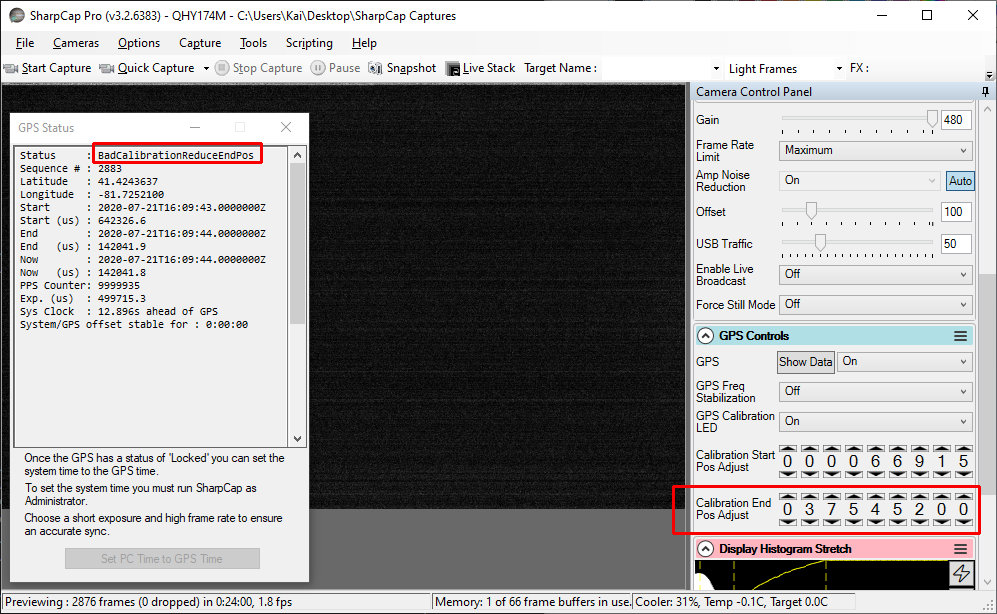 SharpCap Pro (v3.2.6383) - QHY174M - C:\Users\Kai\Desktop\SharpCap Captures
File Cameras Options Capture Tools Scripting Help
Start Capture Quick Capture Stop Capture Pause Snapshot Live Stack Target Name : Light Frames FX :
GPS Status
Status : BadCalibrationReduceEndPos
Sequence # : 2883
Latitude : 41.4243637
Longitude : -81.7252100
Start : 2020-07-21T16:09:43.0000000Z
Start (us) : 642326.6
End : 2020-07-21T16:09:44.0000000Z
End (us) : 142041.9
Now : 2020-07-21T16:09:44.0000000Z
Now (us) : 142041.8
PPS Counter: 9999935
Exp. (us) : 499715.3
Sys Clock : 12.896s ahead of GPS
System/GPS offset stable for : 0:00:00
Once the GPS has a status of 'Locked' you can set the
system time to the GPS time.
To set the system time you must run SharpCap as
Administrator.
Choose a short exposure and high frame rate to ensure
an accurate sync.
Set PC Time to GPS Time
Camera Control Panel
Gain 480
Frame Rate
Limit Maximum
Amp Noise
Reduction On Auto
Offset 100
USB Traffic 50
Enable Live
Broadcast Off
Force Still Mode Off
GPS Controls
GPS Show Data On
GPS Freq
Stabilization Off
GPS Calibration
LED On
Calibration Start
Pos Adjust 0 0 0 0 6 6 9 1 5
Calibration End
Pos Adjust 0 3 7 5 4 5 2 0 0
Display Histogram Stretch
Previewing : 2876 frames (0 dropped) in 0:24:00, 1.8 fps Memory: 1 of 66 frame buffers in use. Cooler: 31%, Temp -0.1C, Target 0.0C